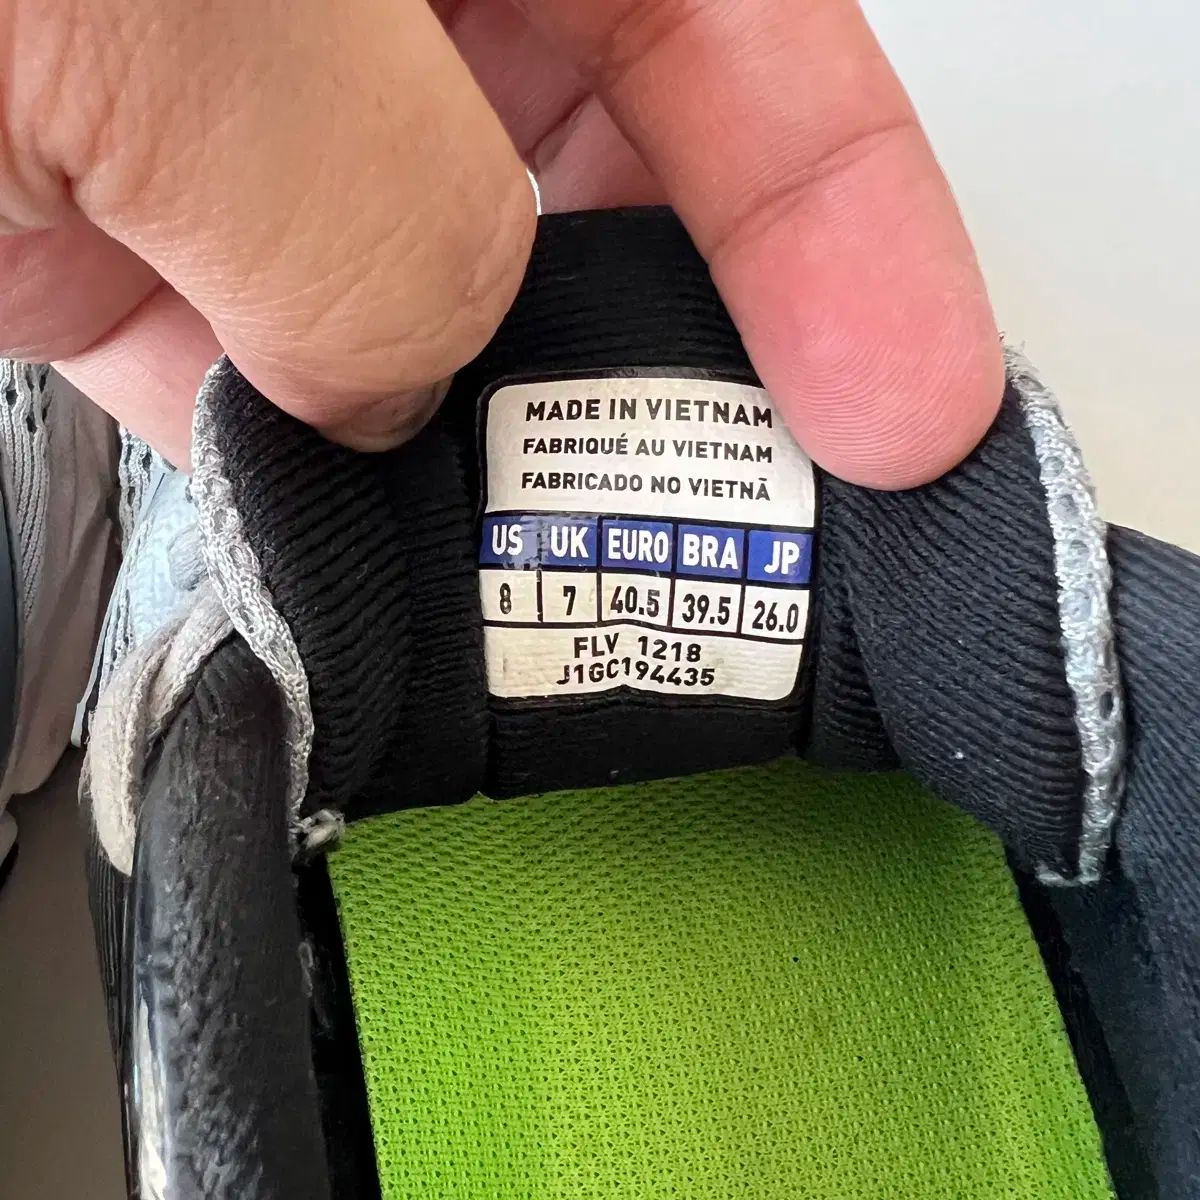 MADE IN VIETNAM
FABRIQUÉ AU VIETNAM
FABRICADO NO VIETNÃ
US UK EURO BRA JP
8 7 40.5 39.5 26.0
FLV 1218
J1GC194435